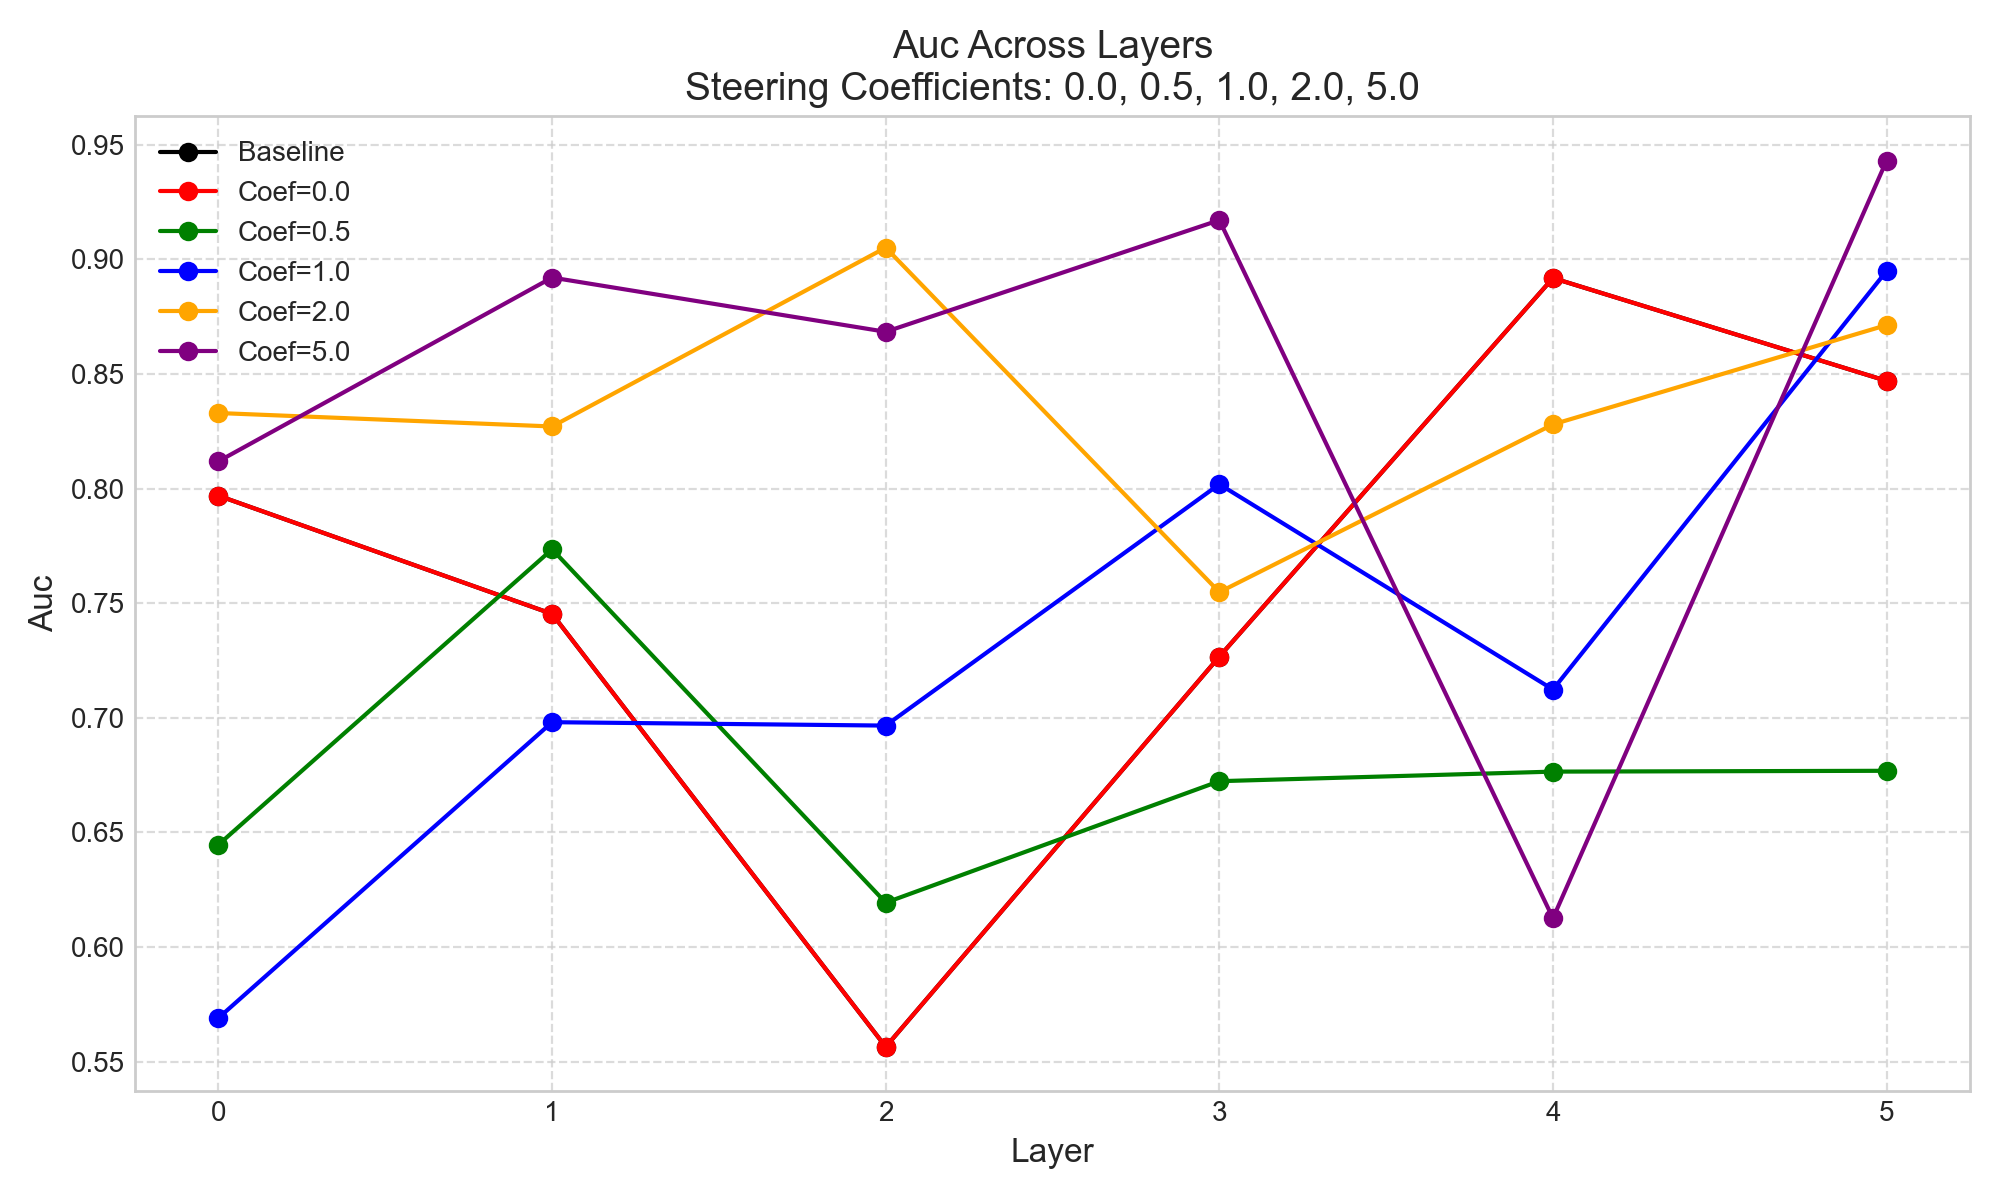 Auc Across Layers
Steering Coefficients: 0.0, 0.5, 1.0, 2.0, 5.0
Baseline
Coef=0.0
Coef=0.5
Coef=1.0
Coef=2.0
Coef=5.0
Auc
0.95
0.90
0.85
0.80
0.75
0.70
0.65
0.60
0.55
0 1 2 3 4 5
Layer